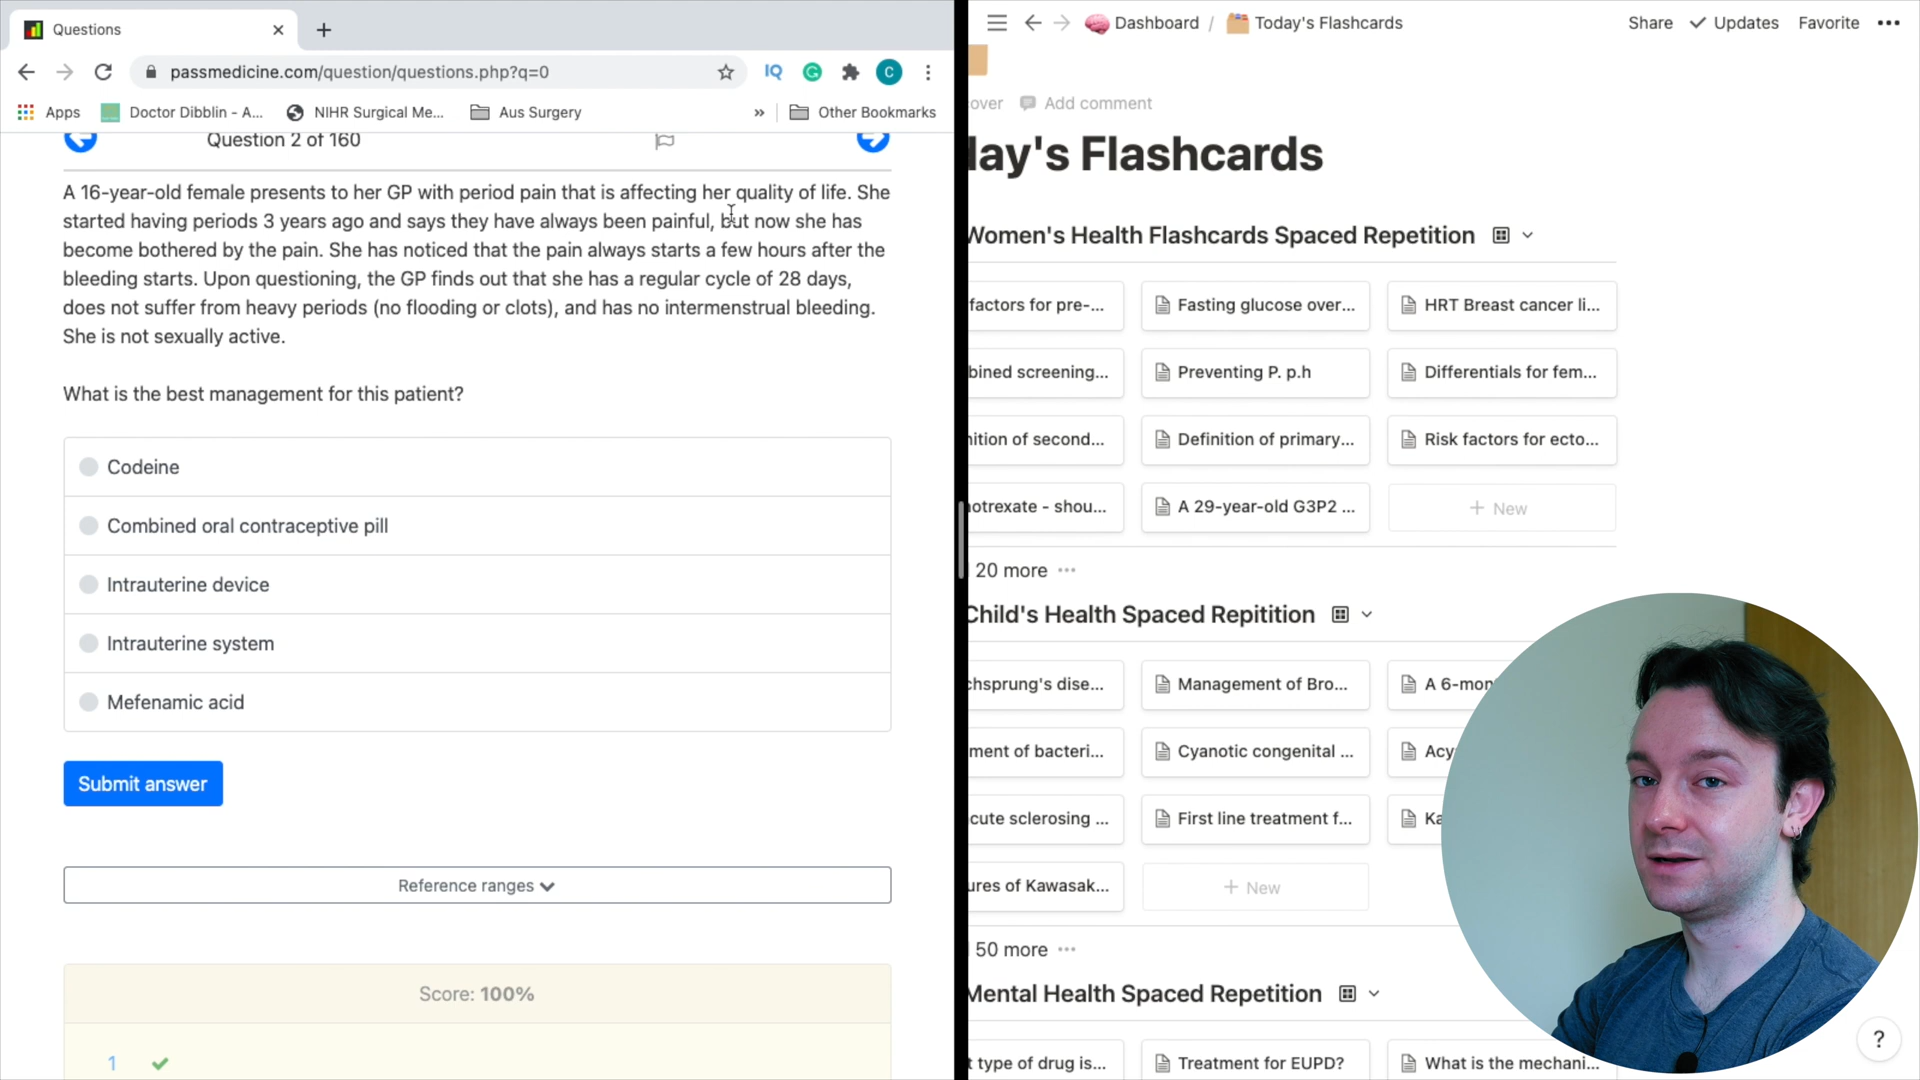 Questions
passmedicine.com/question/questions.php?q=0
IQ
C
Apps
Doctor Dibblin - A...
NIHR Surgical Me...
Aus Surgery
»
Other Bookmarks
Question 2 of 160
A 16-year-old female presents to her GP with period pain that is affecting her quality of life. She
started having periods 3 years ago and says they have always been painful, but now she has
become bothered by the pain. She has noticed that the pain always starts a few hours after the
bleeding starts. Upon questioning, the GP finds out that she has a regular cycle of 28 days,
does not suffer from heavy periods (no flooding or clots), and has no intermenstrual bleeding.
She is not sexually active.
What is the best management for this patient?
Codeine
Combined oral contraceptive pill
Intrauterine device
Intrauterine system
Mefenamic acid
Submit answer
Reference ranges
Score: 100%
1
Dashboard / Today's Flashcards
Share
Updates
Favorite
over
Add comment
lay's Flashcards
Women's Health Flashcards Spaced Repetition
factors for pre-...
Fasting glucose over...
HRT Breast cancer li...
bined screening...
Preventing P. p.h
Differentials for fem...
nition of second...
Definition of primary...
Risk factors for ecto...
notrexate - shou...
A 29-year-old G3P2 ...
+ New
20 more ...
Child's Health Spaced Repitition
chsprung's dise...
Management of Bro...
A 6-mon
ment of bacteri...
Cyanotic congenital ...
Acy
cute sclerosing ...
First line treatment f...
Ka
ures of Kawasak...
+ New
50 more ...
Mental Health Spaced Repetition
t type of drug is...
Treatment for EUPD?
What is the mechani...
?